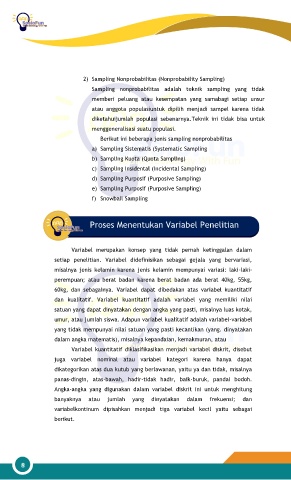 2) Sampling Nonprobabilitas (Nonprobability Sampling)
Sampling nonprobabilitas adalah teknik sampling yang tidak
memberi peluang atau kesempatan yang samabagi setiap unsur
atau anggota populasiuntuk dipilih menjadi sampel karena tidak
diketahuijumlah populasi sebenarnya.Teknik ini tidak bisa untuk
menggeneralisasi suatu populasi.
Berikut ini beberapa jenis sampling nonprobabilitas
a) Sampling Sistematis (Systematic Sampling
b) Sampling Kuota (Quota Sampling)
c) Sampling Insidental (Incidental Sampling)
d) Sampling Purposif (Purposive Sampling)
e) Sampling Purposif (Purposive Sampling)
f) Snowball Sampling
Proses Menentukan Variabel Penelitian
Variabel merupakan konsep yang tidak pernah ketinggalan dalam
setiap penelitian. Variabel didefinisikan sebagai gejala yang bervariasi,
misalnya jenis kelamin karena jenis kelamin mempunyai variasi: laki-laki-
perempuan; atau berat badan karena berat badan ada berat 40kg, 55kg,
60kg, dan sebagainya. Variabel dapat dibedakan atas variabel kuantitatif
dan kualitatif. Variabel kuantitatif adalah variabel yang memiliki nilai
satuan yang dapat dinyatakan dengan angka yang pasti, misalnya luas kotak,
umur, atau jumlah siswa. Adapun variabel kualitatif adalah variabel-variabel
yang tidak mempunyai nilai satuan yang pasti kecantikan (yang. dinyatakan
dalam angka matematis), misalnya kepandaian, kemakmuran, atau
Variabel kuantitatif diklasifikasikan menjadi variabel diskrit, disebut
juga variabel nominal atau variabel kategori karena hanya dapat
dikategorikan atas dua kutub yang berlawanan, yaitu ya dan tidak, misalnya
panas-dingin, atas-bawah, hadir-tidak hadir, baik-buruk, pandai bodoh.
Angka-angka yang digunakan dalam variabel diskrit ini untuk menghitung
banyaknya atau jumlah yang dinyatakan dalam frekuensi; dan
variabelkontinum dipisahkan menjadi tiga variabel kecil yaitu sebagai
berikut.
8